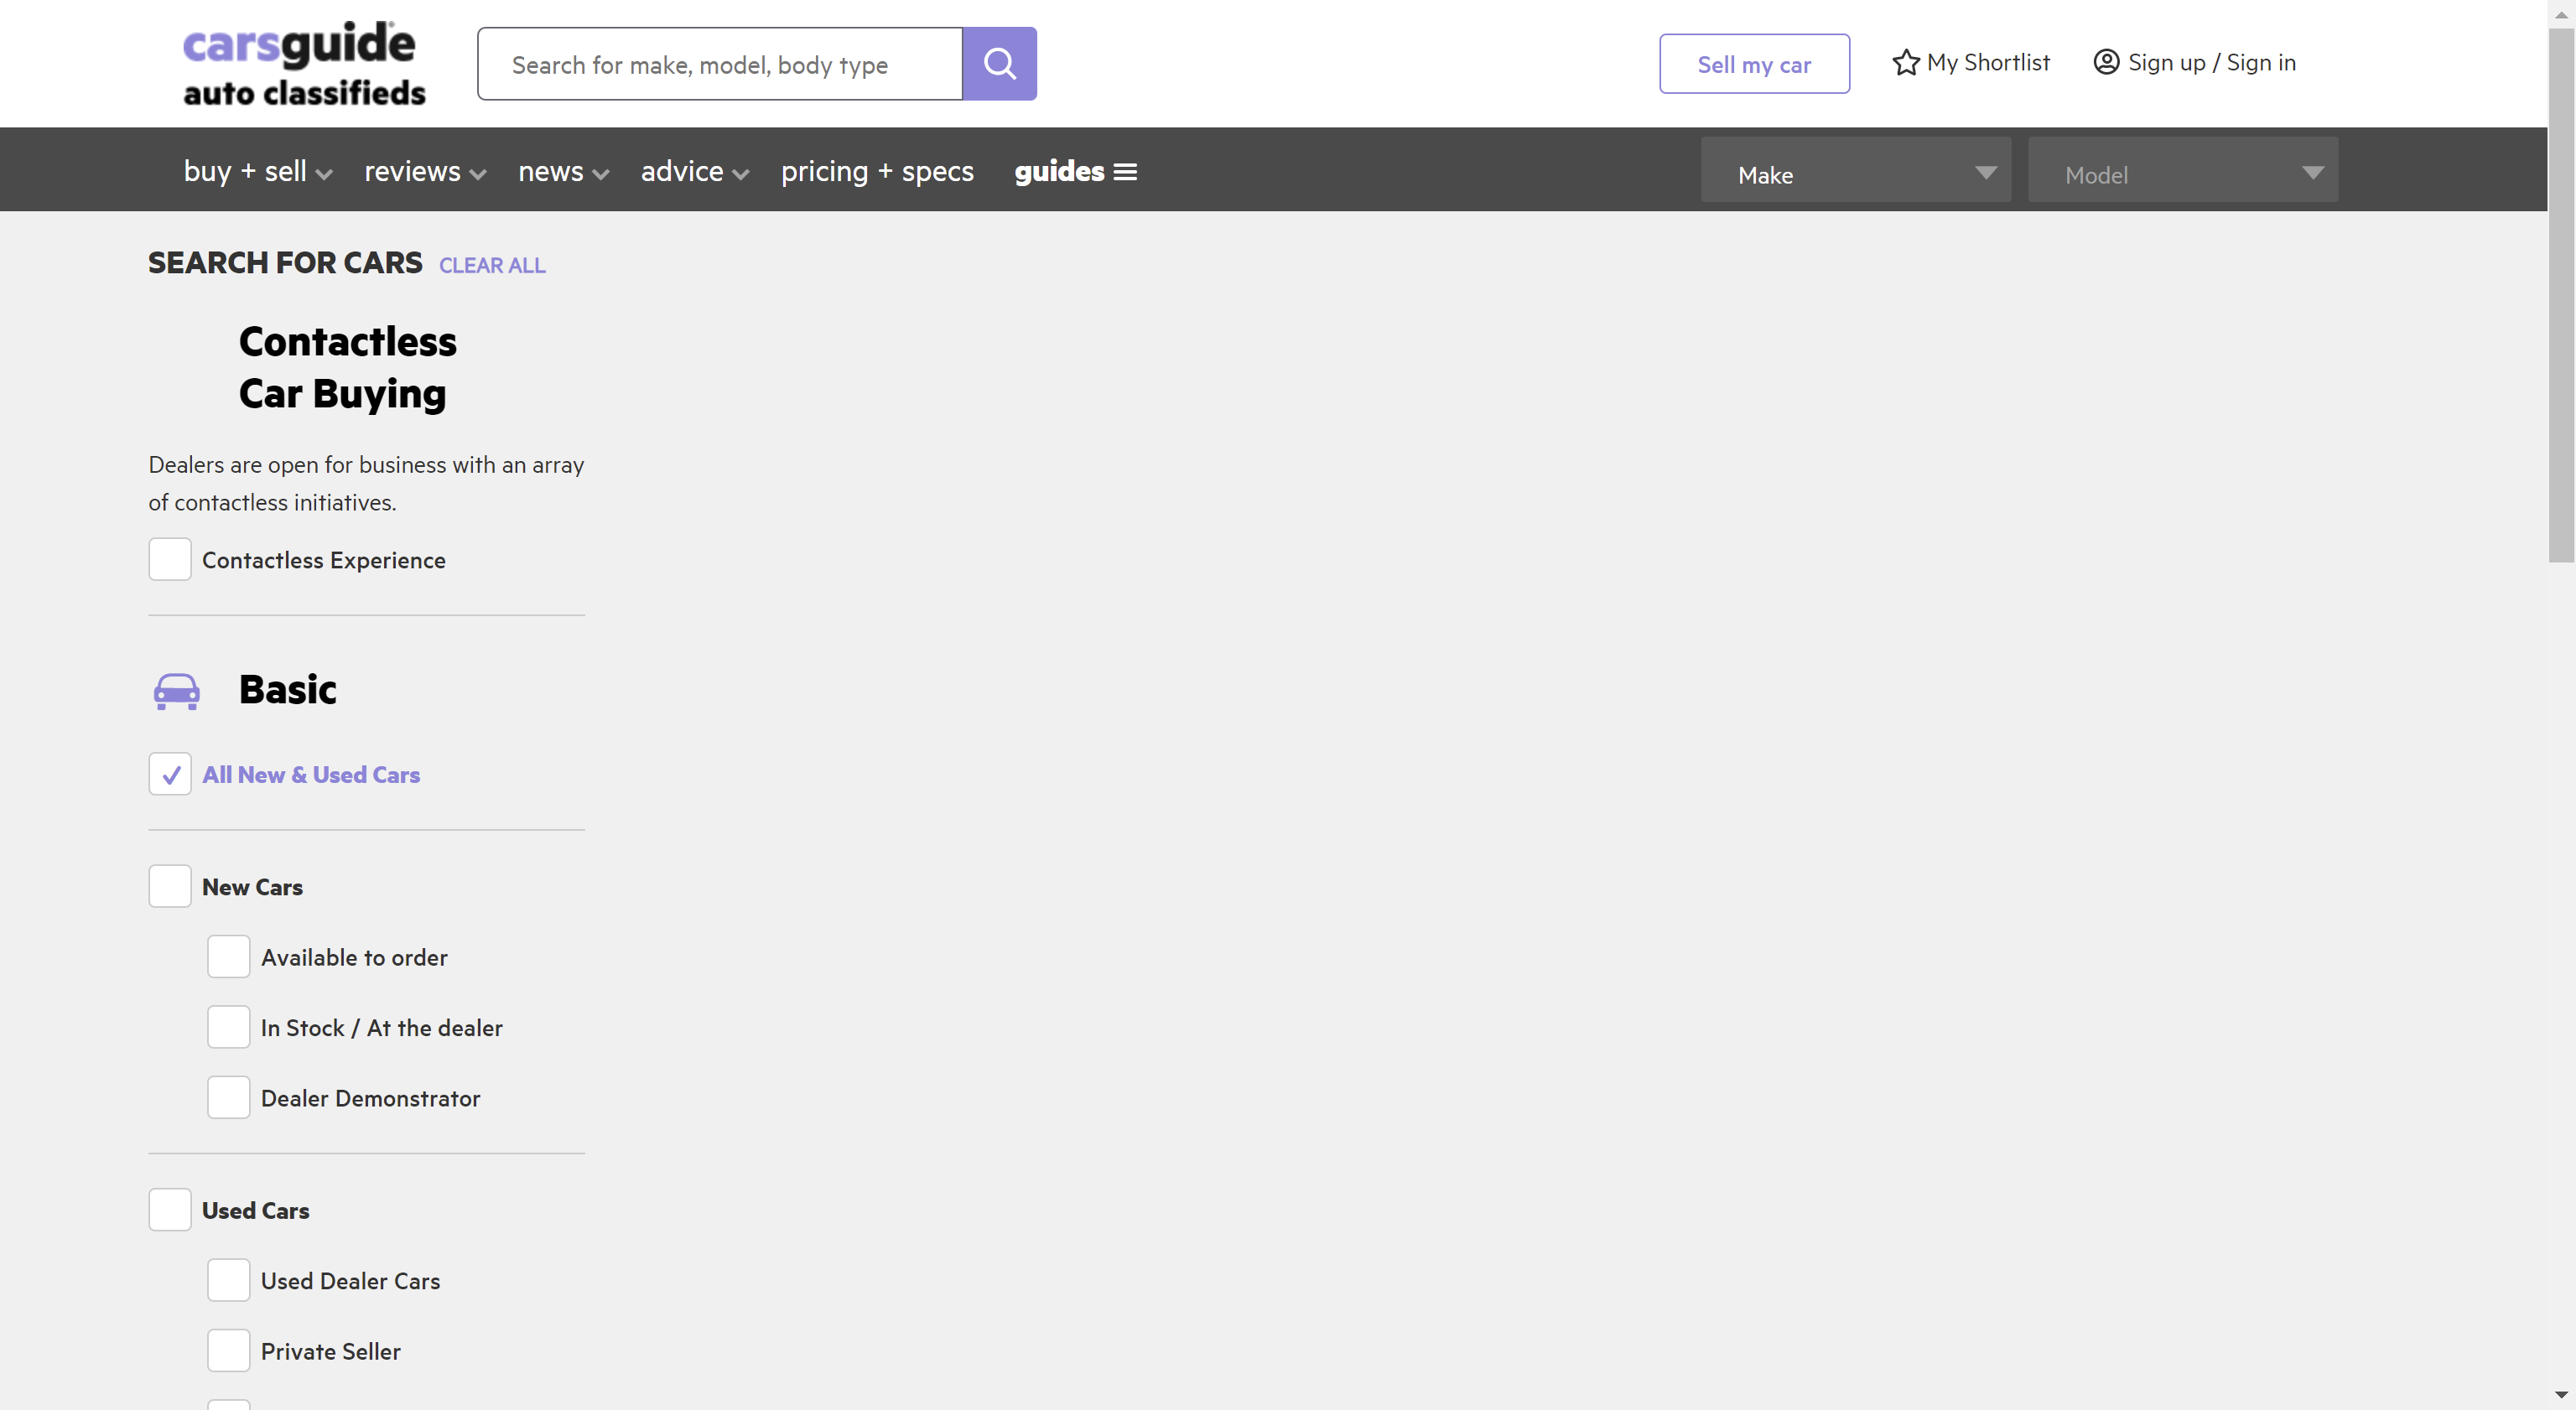 carsguide
auto classifieds
Search for make, model, body type
Sell my car
My Shortlist
Sign up / Sign in
buy + sell
reviews
news
advice
pricing + specs
guides
Make
Model
SEARCH FOR CARS CLEAR ALL
Contactless
Car Buying
Dealers are open for business with an array
of contactless initiatives.
Contactless Experience
Basic
All New & Used Cars
New Cars
Available to order
In Stock / At the dealer
Dealer Demonstrator
Used Cars
Used Dealer Cars
Private Seller